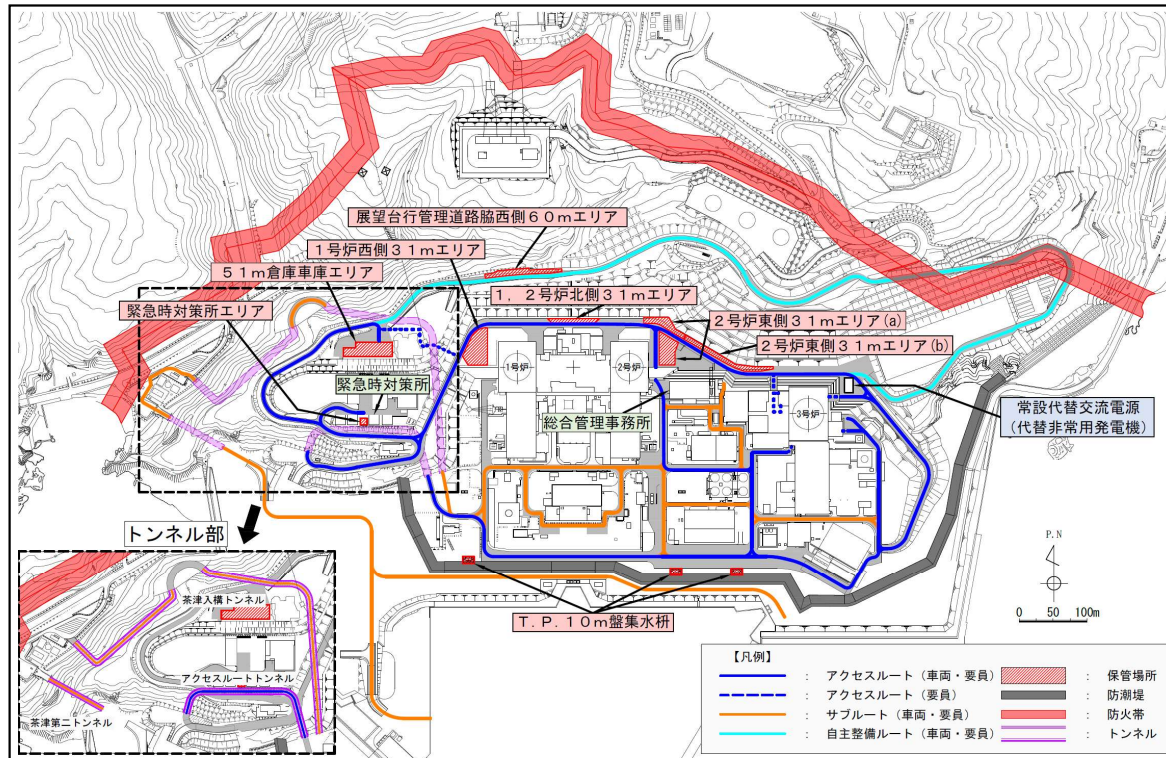 展望台行管理道路脇西側60mエリア
1号炉西側31mエリア
51m倉庫車庫エリア
1,2号炉北側31mエリア
緊急時対策所エリア
2号炉東側31mエリア(a)
2号炉東側31mエリア(b)
緊急時対策所
1号炉
2号炉
総合管理事務所
3号炉
常設代替交流電源
(代替非常用発電機)
トンネル部
茶津入構トンネル
アクセスルートトンネル
茶津第二トンネル
T.P.10m盤集水枡
P.N
0 50 100m
【凡例】
: アクセスルート(車両・要員)
: 保管場所
: アクセスルート(要員)
: 防潮堤
: サブルート(車両・要員)
: 防火帯
: 自主整備ルート(車両・要員)
: トンネル